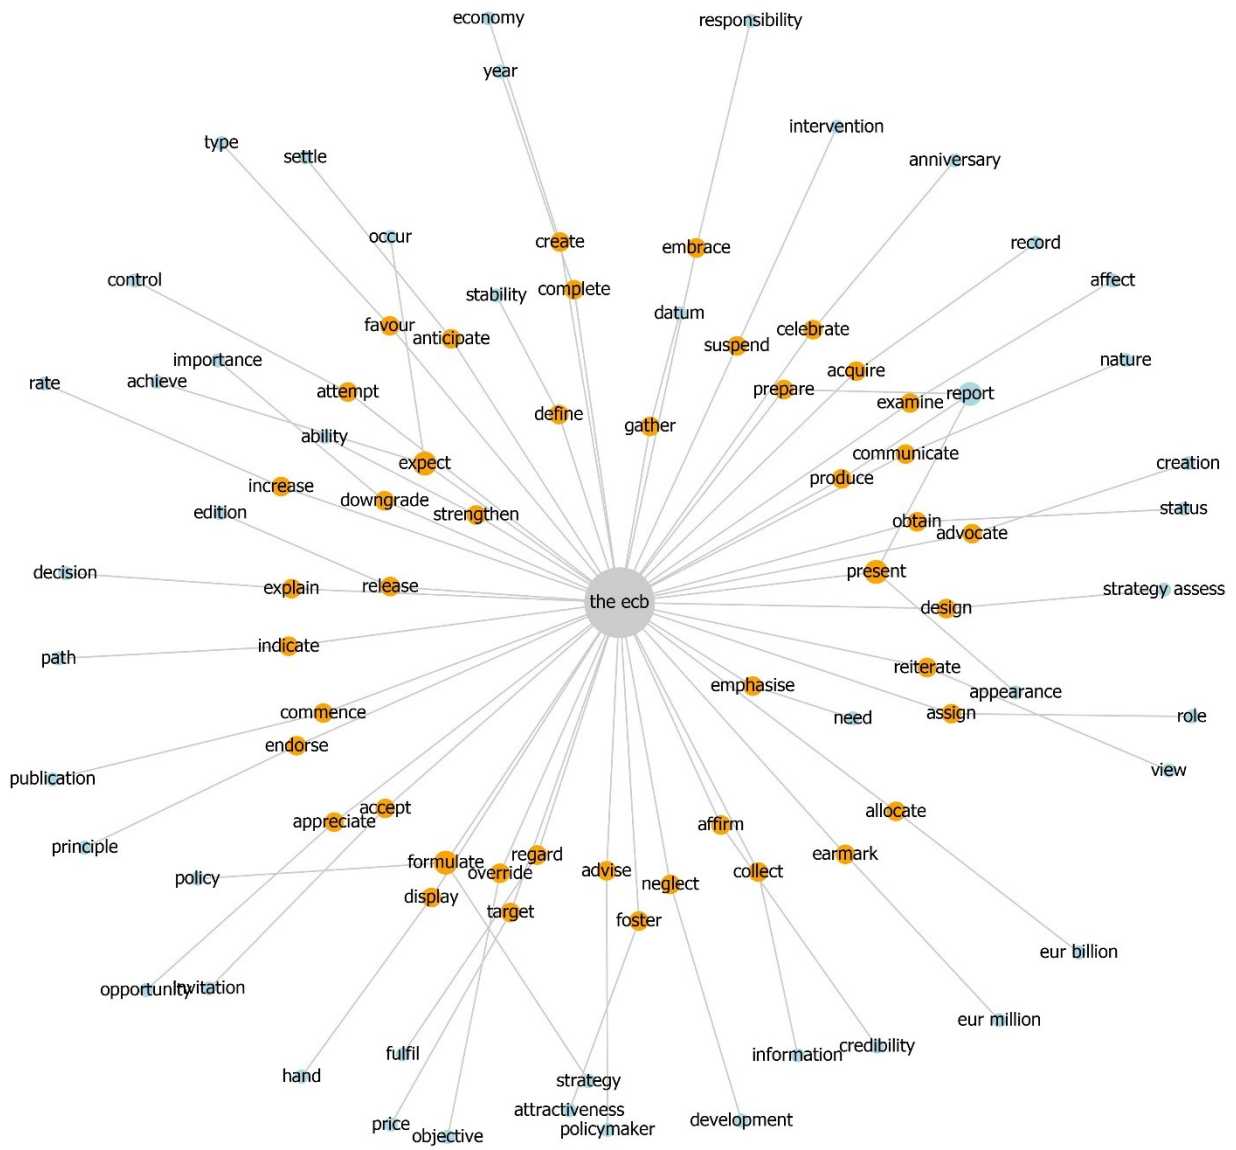 economy
responsibility
year
intervention
type
settle
anniversary
occur
create
embrace
record
control
stability
complete
datum
affect
favour
anticipate
suspend
celebrate
importance
achieve
rate
attempt
acquire
nature
prepare
examine
report
define
gather
ability
expect
communicate
creation
increase
downgrade
strengthen
produce
edition
obtain
status
advocate
decision
explain
release
present
strategy assess
the ecb
design
path
indicate
reiterate
emphasise
appearance
commence
need
assign
role
endorse
publication
view
appreciate
accept
affirm
allocate
principle
policy
formulate
override
regard
advise
neglect
collect
earmark
display
target
foster
opportunity
invitation
eur billion
eur million
hand
fulfil
information
credibility
strategy
attractiveness
price
objective
policymaker
development